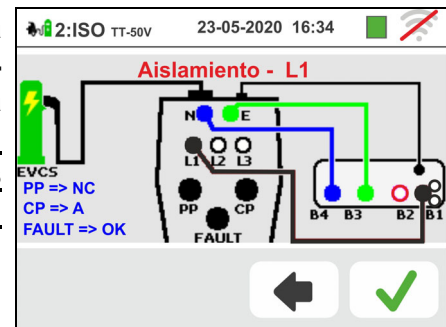 2:ISO TT-50V 23-05-2020 16:34
Aislamiento - L1
N E
L1 L2 L3
EVCS
PP => NC
CP => A
FAULT => OK
PP CP
FAULT
B4 B3 B2 B1